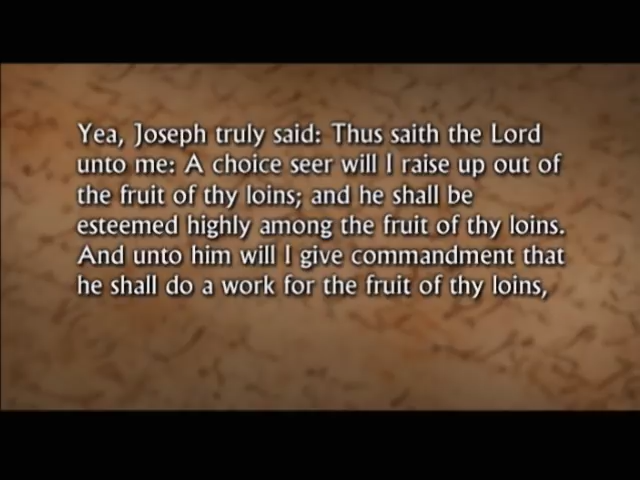 Yea, Joseph truly said: Thus saith the Lord
unto me: A choice seer will I raise up out of
the fruit of thy loins; and he shall be
esteemed highly among the fruit of thy loins.
And unto him will I give commandment that
he shall do a work for the fruit of thy loins,